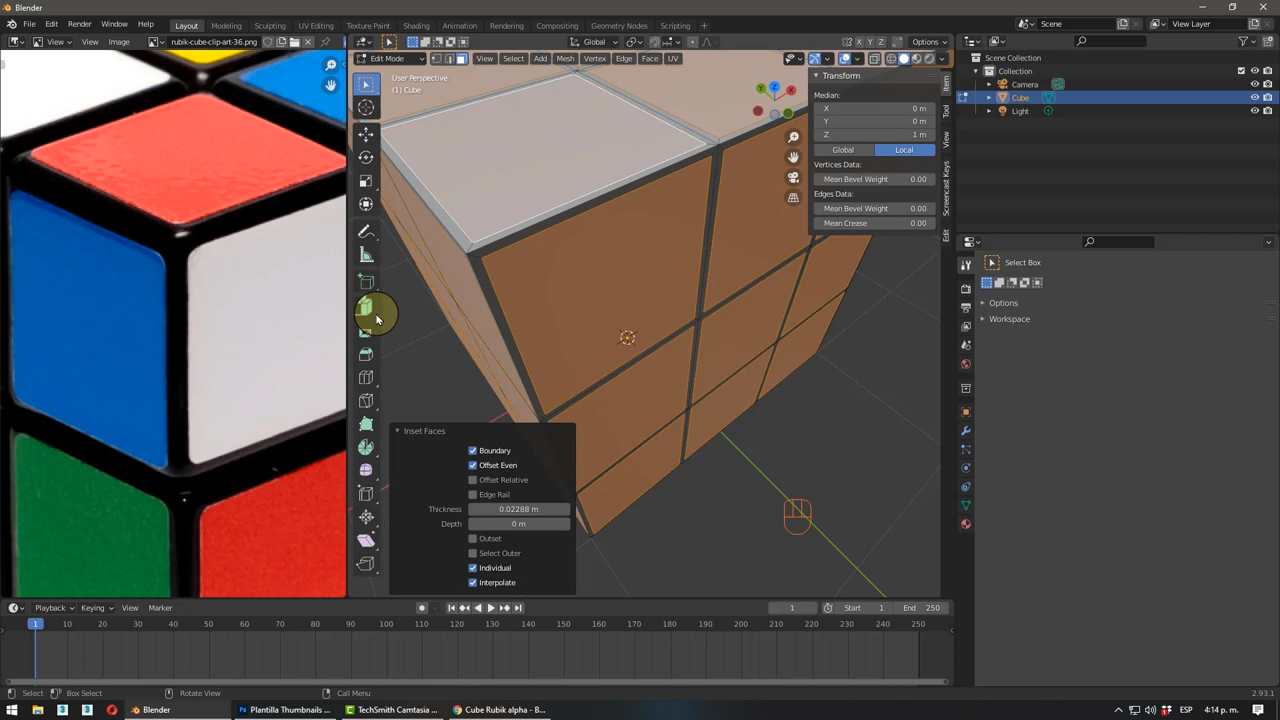 Blender
File Edit Render Window Help Layout Modeling Sculpting UV Editing Texture Paint Shading Animation Rendering Compositing Geometry Nodes Scripting Scene View Layer
View View Image rubik-cube-clip-art-36.png Global X Y Z Options
Edit Mode View Select Add Mesh Vertex Edge Face UV
User Perspective
(1) Cube
Transform
Median:
X 0 m
Y 0 m
Z 1 m
Global Local
Vertices Data:
Mean Bevel Weight 0.00
Edges Data:
Mean Bevel Weight 0.00
Mean Crease 0.00
Item
Tool
View
Screencast Keys
Edit
Z
Y
X
Scene Collection
Collection
Camera
Cube
Light
Select Box
Options
Workspace
Inset Faces
Boundary
Offset Even
Offset Relative
Edge Rail
Thickness 0.02288 m
Depth 0 m
Outset
Select Outer
Individual
Interpolate
Playback Keying View Marker 1 Start 1 End 250
1 10 20 30 40 50 60 70 80 90 100 110 120 130 140 150 160 170 180 190 200 210 220 230 240 250
Select Box Select Rotate View Call Menu 2.93.1
Blender Plantilla Thumbnails ... TechSmith Camtasia ... Cube Rubik alpha - B... ESP 4:14 p. m.